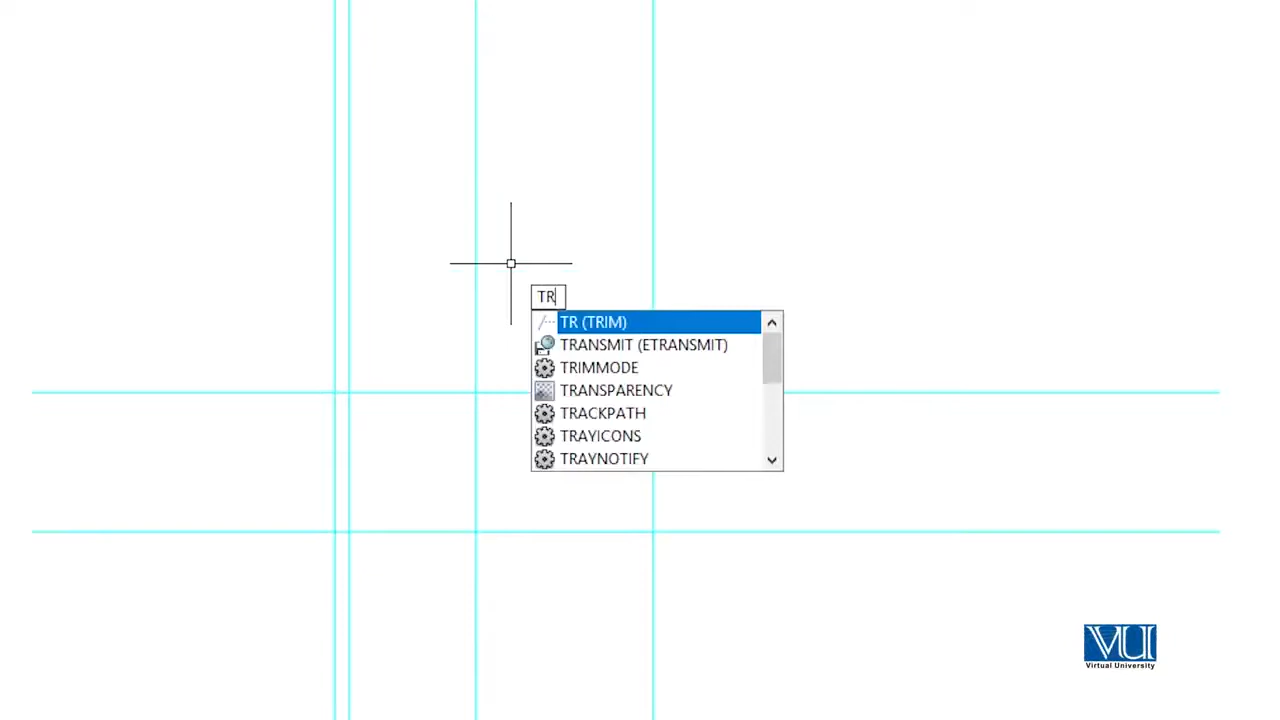 TR
TR (TRIM)
TRANSMIT (ETRANSMIT)
TRIMMODE
TRANSPARENCY
TRACKPATH
TRAYICONS
TRAYNOTIFY
VU
Virtual University